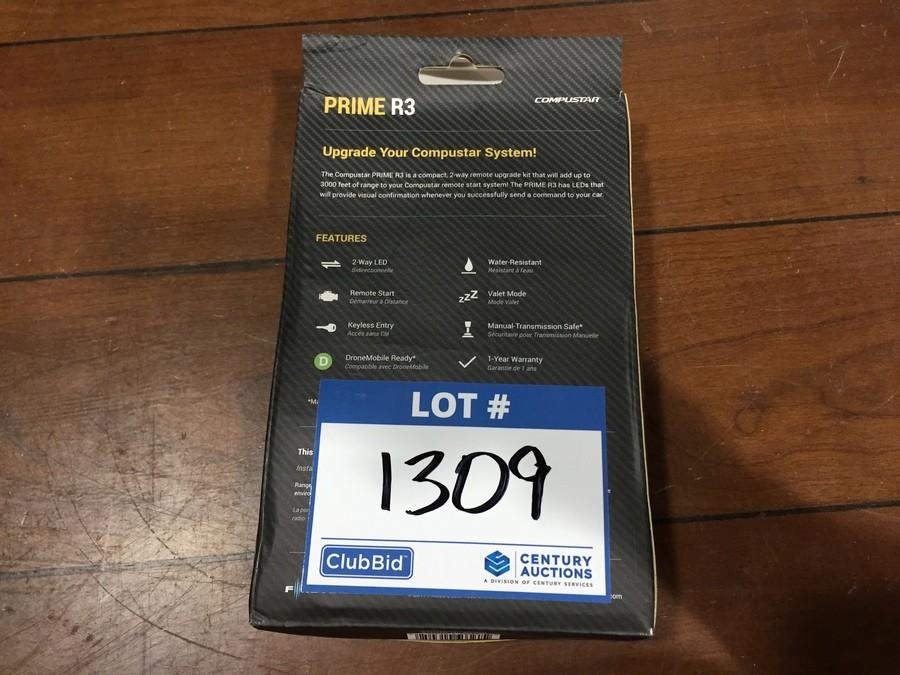 PRIME R3
COMPUSTAR
Upgrade Your Compustar System!
The Compustar PRIME R3 is a compact, 2-way remote upgrade kit that will add up to
3000 feet of range to your Compustar remote start system! The PRIME R3 has LEDs that
will provide visual confirmation whenever you successfully send a command to your car.
FEATURES
2-Way LED
Bidirectionnelle
Water-Resistant
Résistant à l'eau
Remote Start
Démarreur à Distance
zzZ
Valet Mode
Mode Valet
Keyless Entry
Accès sans Clé
Manual-Transmission Safe*
Sécuritaire pour Transmission Manuelle
D
DroneMobile Ready*
Compatible avec DroneMobile
1-Year Warranty
Garantie de 1 ans
LOT #
1309
This
Range
ClubBid
CENTURY
AUCTIONS
A DIVISION OF CENTURY SERVICES